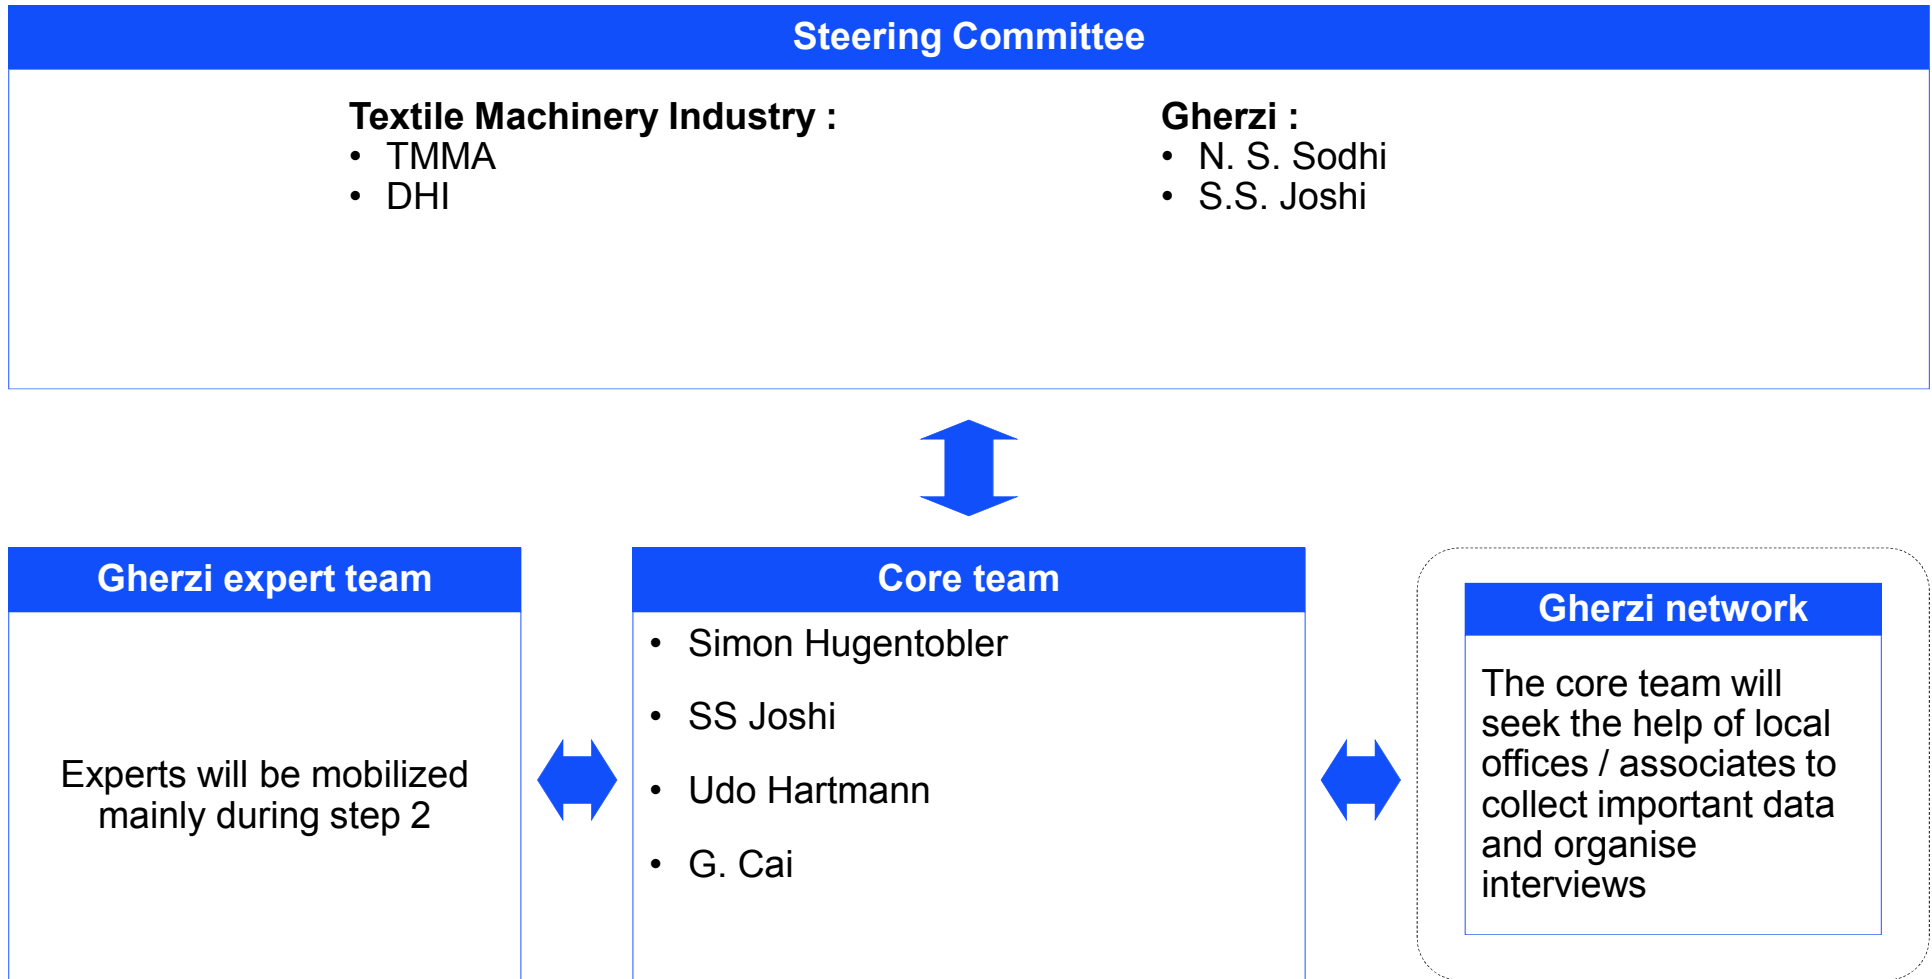 Steering Committee
Textile Machinery Industry :
• TMMA
• DHI
Gherzi :
• N. S. Sodhi
• S.S. Joshi
Gherzi expert team
Experts will be mobilized
mainly during step 2
Core team
• Simon Hugentobler
• SS Joshi
• Udo Hartmann
• G. Cai
Gherzi network
The core team will
seek the help of local
offices / associates to
collect important data
and organise
interviews